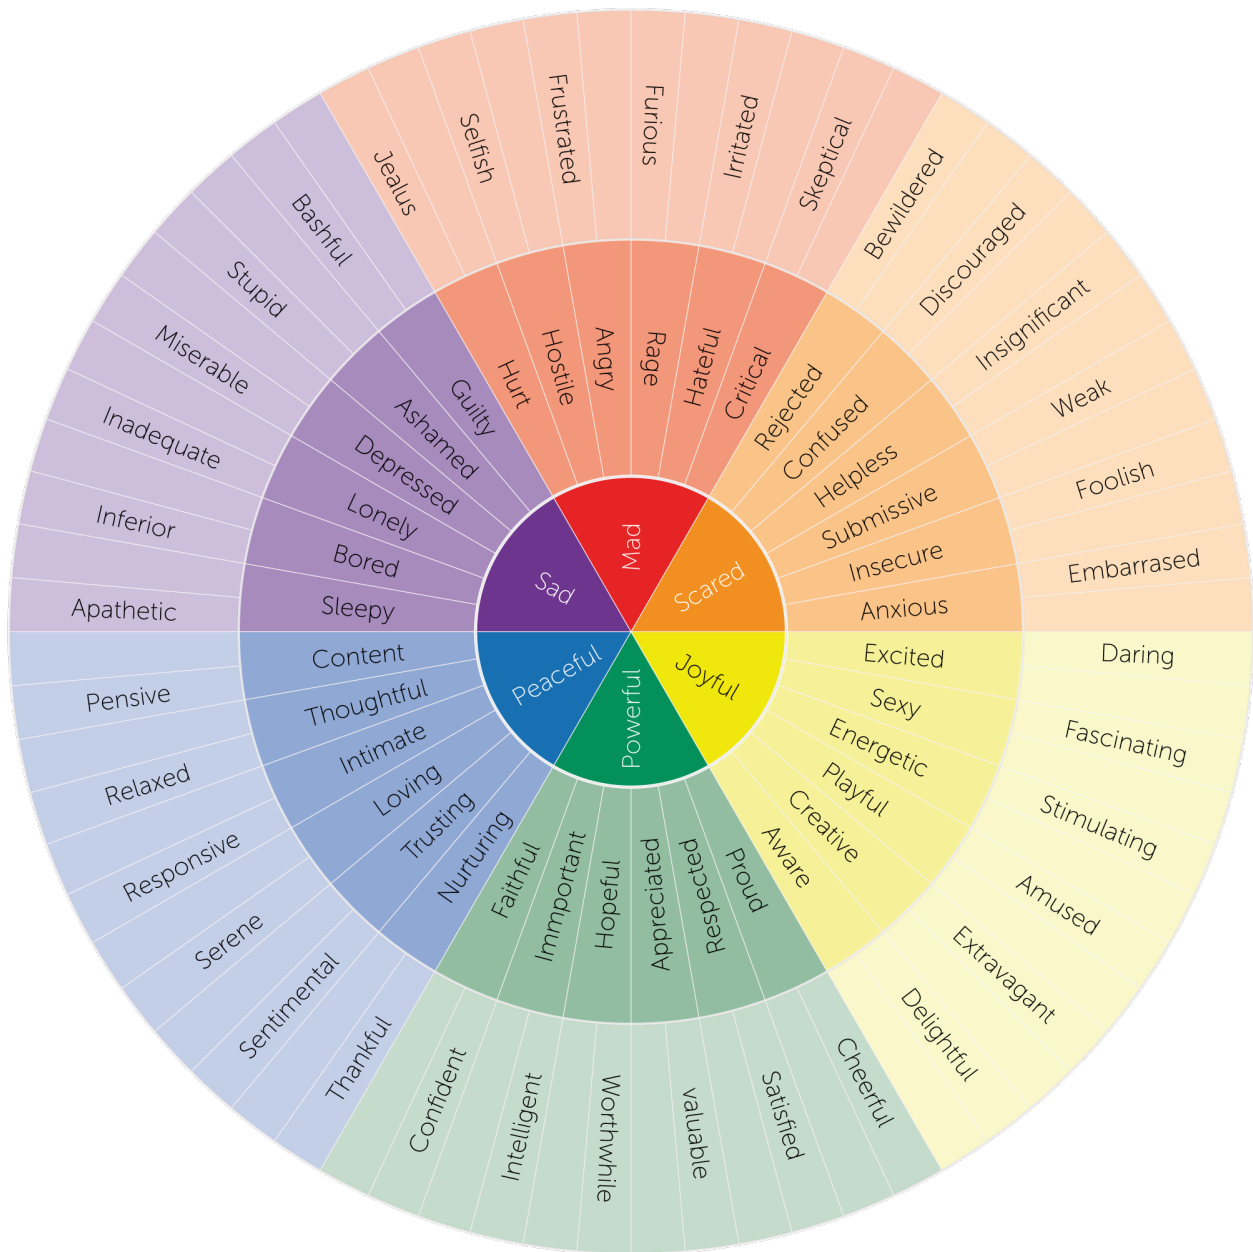 Mad
Scared
Joyful
Powerful
Peaceful
Sad
Hurt
Hostile
Angry
Rage
Hateful
Critical
Rejected
Confused
Helpless
Submissive
Insecure
Anxious
Excited
Sexy
Energetic
Playful
Creative
Aware
Proud
Respected
Appreciated
Hopeful
Immportant
Faithful
Nurturing
Trusting
Loving
Intimate
Thoughtful
Content
Sleepy
Bored
Lonely
Depressed
Ashamed
Guilty
Jealus
Selfish
Frustrated
Furious
Irritated
Skeptical
Bewildered
Discouraged
Insignificant
Weak
Foolish
Embarrased
Daring
Fascinating
Stimulating
Amused
Extravagant
Delightful
Cheerful
Satisfied
valuable
Worthwhile
Intelligent
Confident
Thankful
Sentimental
Serene
Responsive
Relaxed
Pensive
Apathetic
Inferior
Inadequate
Miserable
Stupid
Bashful